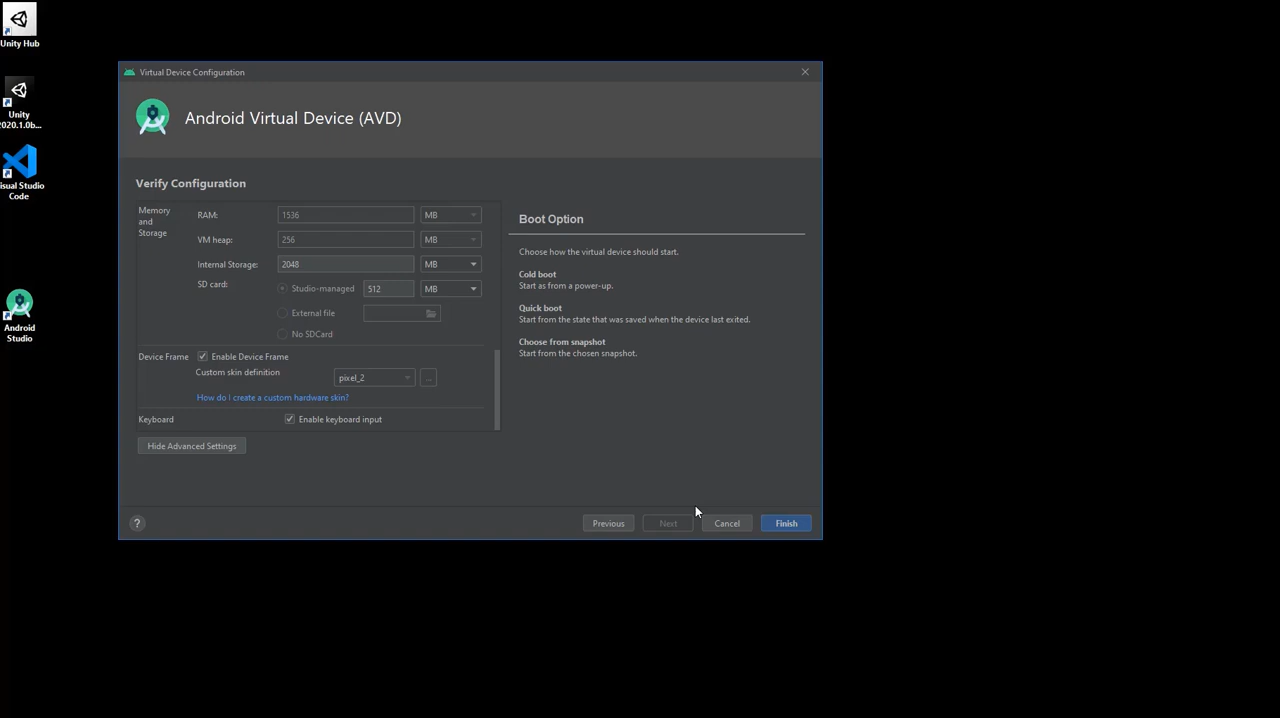 Unity Hub
Unity
2020.1.0b...
isual Studio
Code
Android
Studio
Virtual Device Configuration
Android Virtual Device (AVD)
Verify Configuration
Memory
and
Storage
RAM: 1536 MB
VM heap: 256 MB
Internal Storage: 2048 MB
SD card: Studio-managed 512 MB
External file
No SDCard
Device Frame Enable Device Frame
Custom skin definition pixel_2 ...
How do I create a custom hardware skin?
Keyboard Enable keyboard input
Hide Advanced Settings
Boot Option
Choose how the virtual device should start.
Cold boot
Start as from a power-up.
Quick boot
Start from the state that was saved when the device last exited.
Choose from snapshot
Start from the chosen snapshot.
? Previous Next Cancel Finish